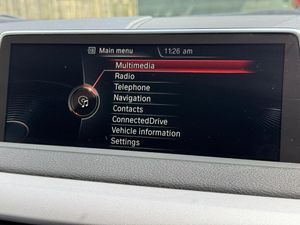 Main menu 11:26 am
Multimedia
Radio
Telephone
Navigation
Contacts
ConnectedDrive
Vehicle information
Settings